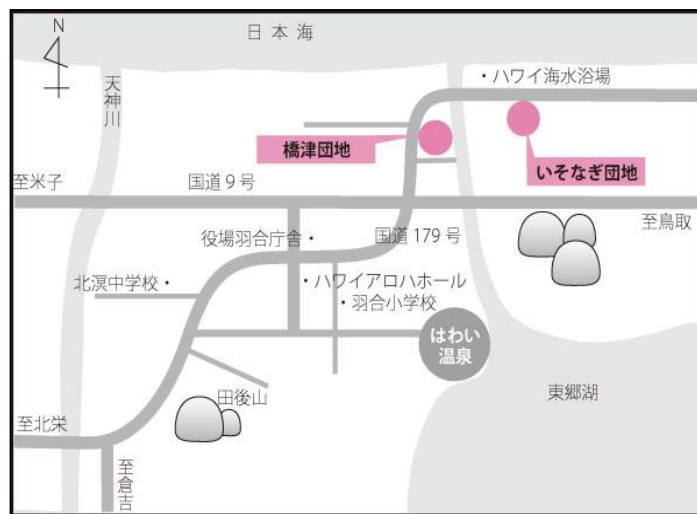 N
日本海
天神川
・ハワイ海水浴場
橋津団地
いそなぎ団地
至米子
国道9号
至鳥取
役場羽合庁舎・
国道179号
北溟中学校・
・ハワイアロハホール
・羽合小学校
はわい
温泉
田後山
東郷湖
至北栄
至倉吉